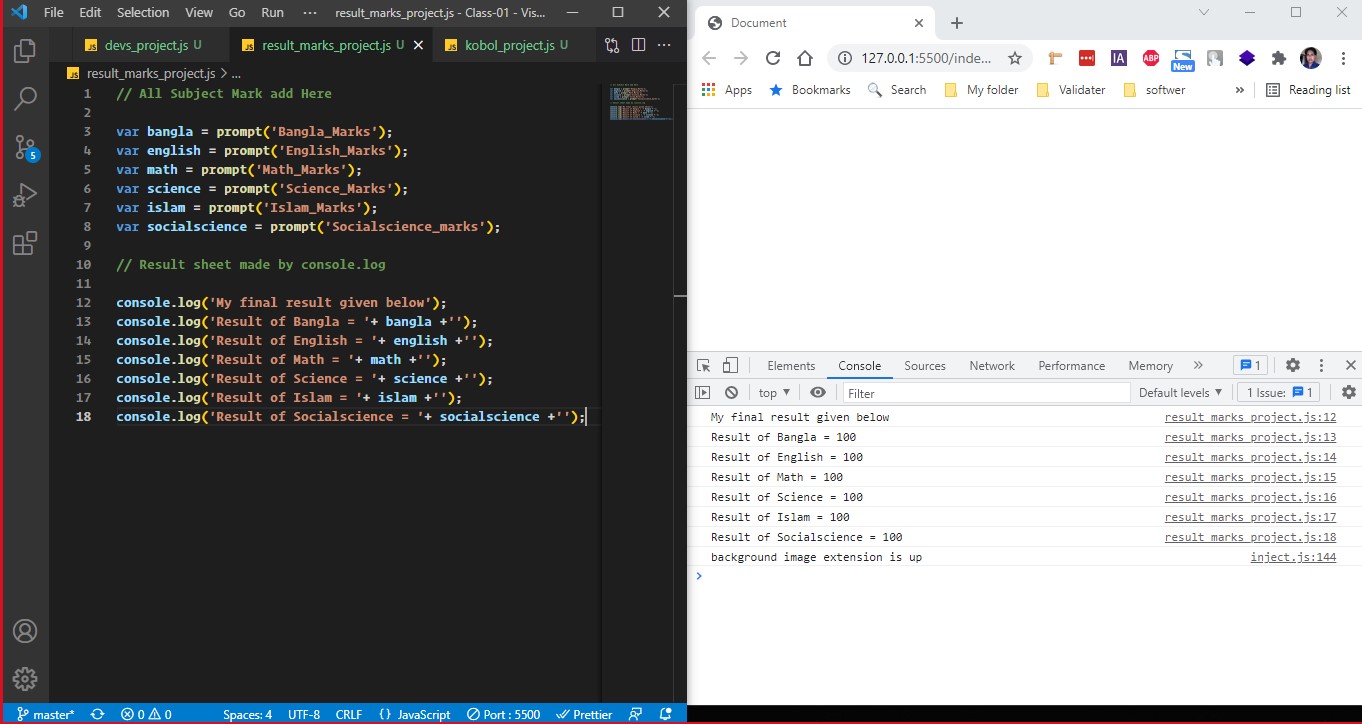 File Edit Selection View Go Run ··· result_marks_project.js - Class-01 - Vis...
JS devs_project.js U JS result_marks_project.js U JS kobol_project.js U ···
JS result_marks_project.js > ...
1 // All Subject Mark add Here
2
3 var bangla = prompt('Bangla_Marks');
4 var english = prompt('English_Marks');
5 var math = prompt('Math_Marks');
6 var science = prompt('Science_Marks');
7 var islam = prompt('Islam_Marks');
8 var socialscience = prompt('Socialscience_marks');
9
10 // Result sheet made by console.log
11
12 console.log('My final result given below');
13 console.log('Result of Bangla = '+ bangla +'');
14 console.log('Result of English = '+ english +'');
15 console.log('Result of Math = '+ math +'');
16 console.log('Result of Science = '+ science +'');
17 console.log('Result of Islam = '+ islam +'');
18 console.log('Result of Socialscience = '+ socialscience +'');
5
master* 0 0 Spaces: 4 UTF-8 CRLF {} JavaScript Port : 5500 Prettier
Document
127.0.0.1:5500/inde... IA ABP New
Apps Bookmarks Search My folder Validater softwer » Reading list
Elements Console Sources Network Performance Memory » 1
top Filter Default levels 1 Issue: 1
My final result given below result_marks_project.js:12
Result of Bangla = 100 result_marks_project.js:13
Result of English = 100 result_marks_project.js:14
Result of Math = 100 result_marks_project.js:15
Result of Science = 100 result_marks_project.js:16
Result of Islam = 100 result_marks_project.js:17
Result of Socialscience = 100 result_marks_project.js:18
background image extension is up inject.js:144
>